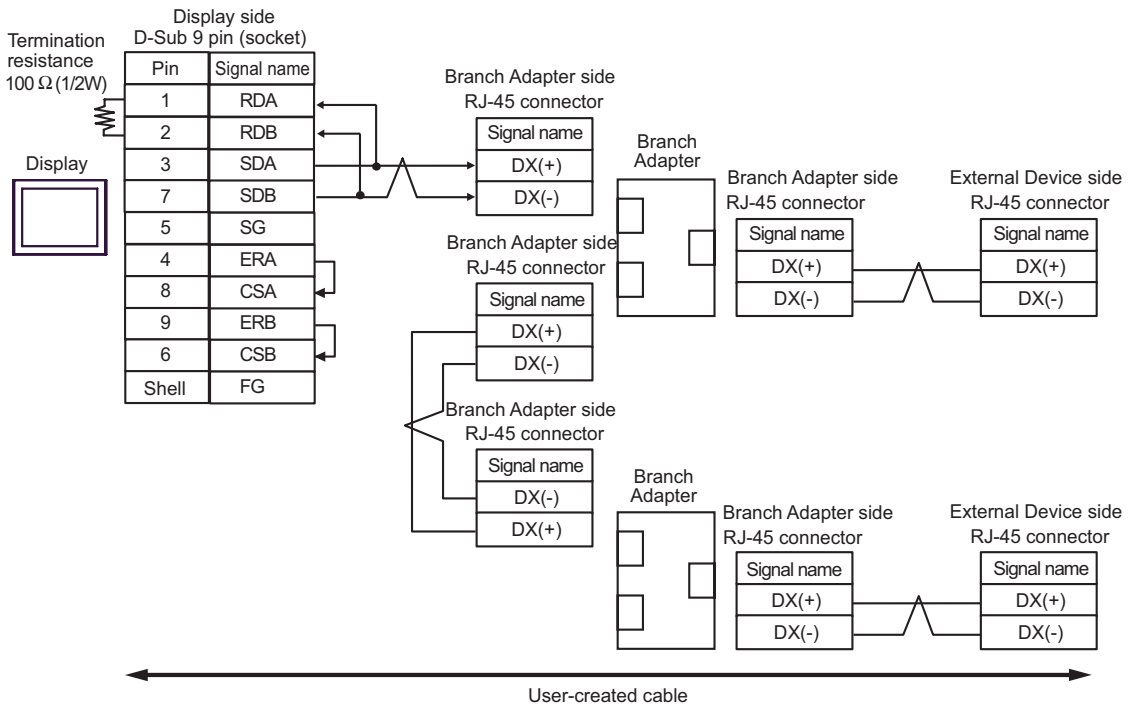 Display side
D-Sub 9 pin (socket)
Termination
resistance
100 Ω (1/2W)
Pin Signal name
1 RDA
2 RDB
3 SDA
7 SDB
5 SG
4 ERA
8 CSA
9 ERB
6 CSB
Shell FG
Display
Branch Adapter side
RJ-45 connector
Signal name
DX(+)
DX(-)
Branch
Adapter
Branch Adapter side
RJ-45 connector
Signal name
DX(+)
DX(-)
External Device side
RJ-45 connector
Signal name
DX(+)
DX(-)
Branch Adapter side
RJ-45 connector
Signal name
DX(+)
DX(-)
Branch Adapter side
RJ-45 connector
Signal name
DX(-)
DX(+)
Branch
Adapter
Branch Adapter side
RJ-45 connector
Signal name
DX(+)
DX(-)
External Device side
RJ-45 connector
Signal name
DX(+)
DX(-)
User-created cable